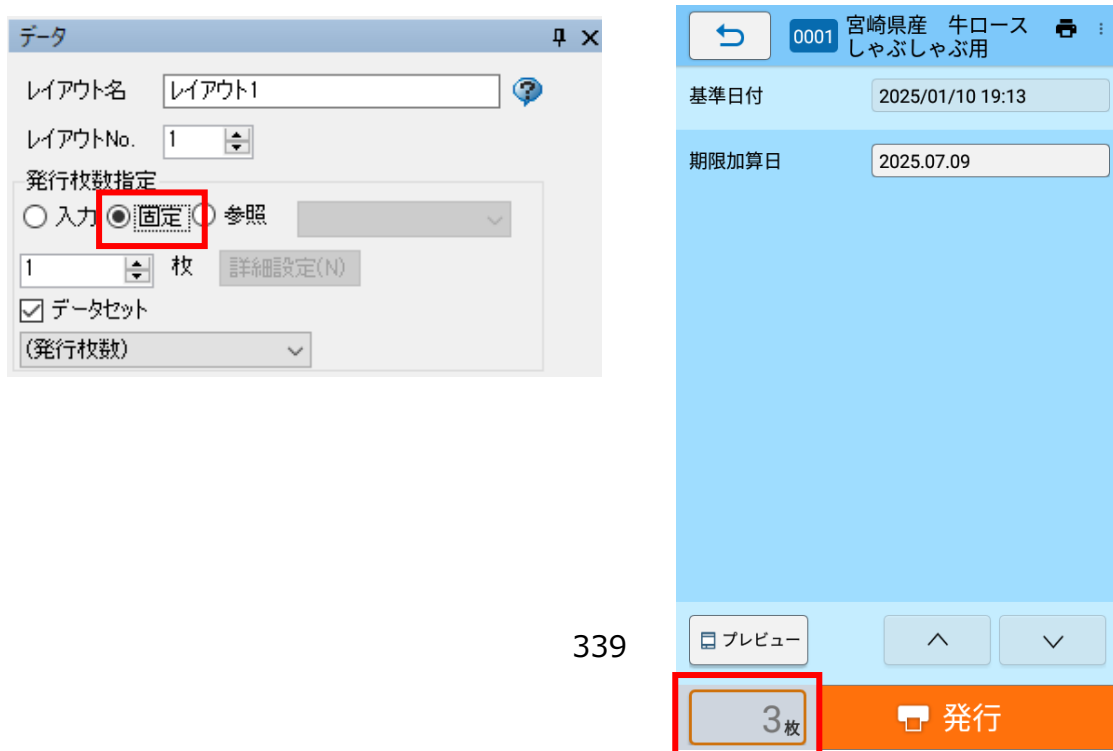 データ
レイアウト名 レイアウト1
レイアウトNo. 1
発行枚数指定
入力 固定 参照
1 枚 詳細設定(N)
データセット
(発行枚数)
339
0001 宮崎県産 牛ロース
しゃぶしゃぶ用
基準日付 2025/01/10 19:13
期限加算日 2025.07.09
プレビュー
3枚 発行